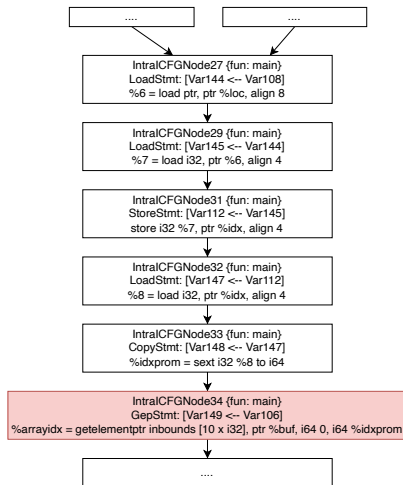 ....
....
IntraICFGNode27 {fun: main}
LoadStmt: [Var144 <-- Var108]
%6 = load ptr, ptr %loc, align 8
IntraICFGNode29 {fun: main}
LoadStmt: [Var145 <-- Var144]
%7 = load i32, ptr %6, align 4
IntraICFGNode31 {fun: main}
StoreStmt: [Var112 <-- Var145]
store i32 %7, ptr %idx, align 4
IntraICFGNode32 {fun: main}
LoadStmt: [Var147 <-- Var112]
%8 = load i32, ptr %idx, align 4
IntraICFGNode33 {fun: main}
CopyStmt: [Var148 <-- Var147]
%idxprom = sext i32 %8 to i64
IntraICFGNode34 {fun: main}
GepStmt: [Var149 <-- Var106]
%arrayidx = getelementptr inbounds [10 x i32], ptr %buf, i64 0, i64 %idxprom
....